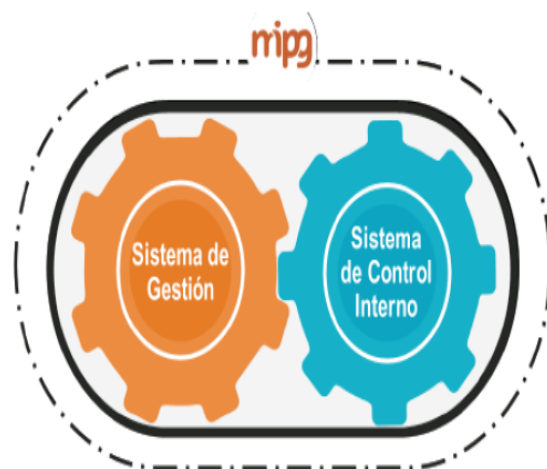 mipg
Sistema de
Gestión
Sistema
de Control
Interno